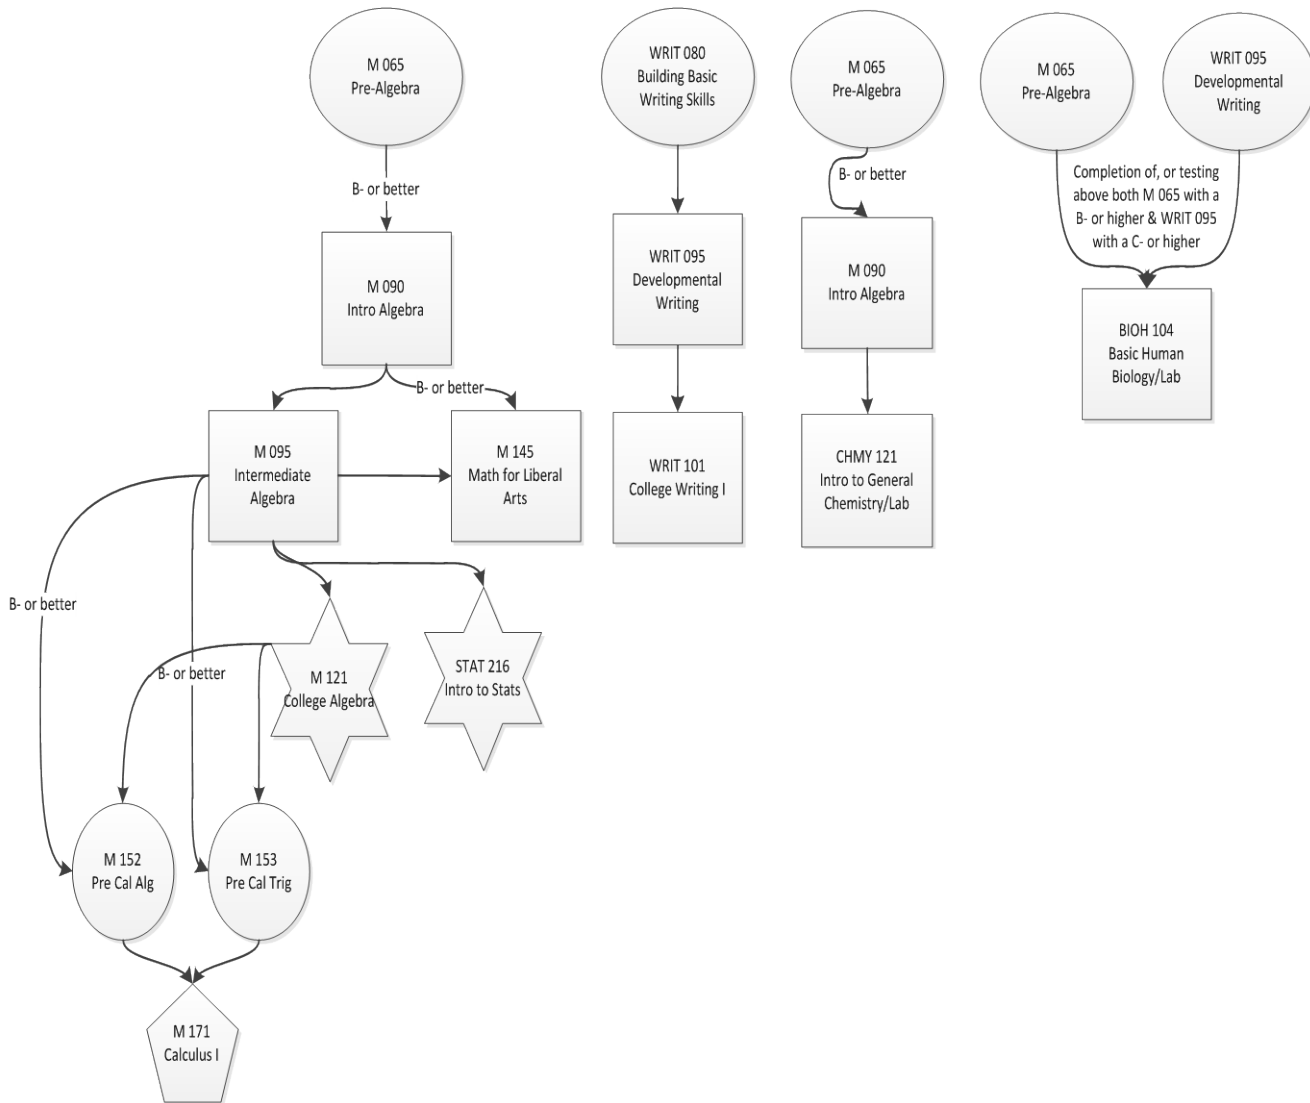 M 065
Pre-Algebra
B- or better
M 090
Intro Algebra
B- or better
M 095
Intermediate
Algebra
M 145
Math for Liberal
Arts
B- or better
B- or better
M 121
College Algebra
STAT 216
Intro to Stats
M 152
Pre Cal Alg
M 153
Pre Cal Trig
M 171
Calculus I
WRIT 080
Building Basic
Writing Skills
WRIT 095
Developmental
Writing
WRIT 101
College Writing I
M 065
Pre-Algebra
B- or better
M 090
Intro Algebra
CHMY 121
Intro to General
Chemistry/Lab
M 065
Pre-Algebra
WRIT 095
Developmental
Writing
Completion of, or testing
above both M 065 with a
B- or higher & WRIT 095
with a C- or higher
BIOH 104
Basic Human
Biology/Lab